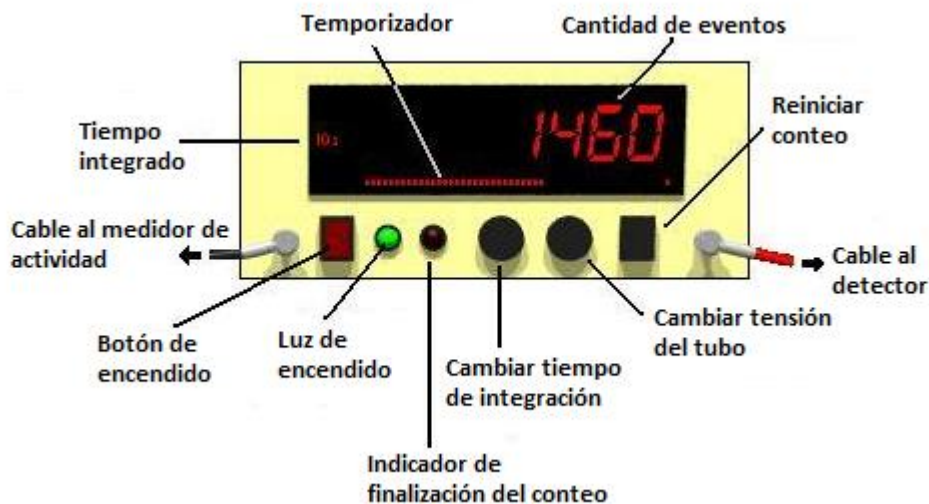 Temporizador
Cantidad de eventos
Reiniciar
conteo
Tiempo
integrado
10s
1460
Cable al medidor de
actividad
Cable al
detector
Botón de
encendido
Luz de
encendido
Cambiar tiempo
de integración
Cambiar tensión
del tubo
Indicador de
finalización del conteo